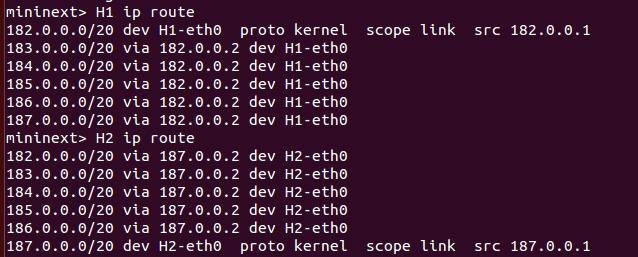 mininext> H1 ip route
182.0.0.0/20 dev H1-eth0  proto kernel  scope link  src 182.0.0.1
183.0.0.0/20 via 182.0.0.2 dev H1-eth0
184.0.0.0/20 via 182.0.0.2 dev H1-eth0
185.0.0.0/20 via 182.0.0.2 dev H1-eth0
186.0.0.0/20 via 182.0.0.2 dev H1-eth0
187.0.0.0/20 via 182.0.0.2 dev H1-eth0
mininext> H2 ip route
182.0.0.0/20 via 187.0.0.2 dev H2-eth0
183.0.0.0/20 via 187.0.0.2 dev H2-eth0
184.0.0.0/20 via 187.0.0.2 dev H2-eth0
185.0.0.0/20 via 187.0.0.2 dev H2-eth0
186.0.0.0/20 via 187.0.0.2 dev H2-eth0
187.0.0.0/20 dev H2-eth0  proto kernel  scope link  src 187.0.0.1